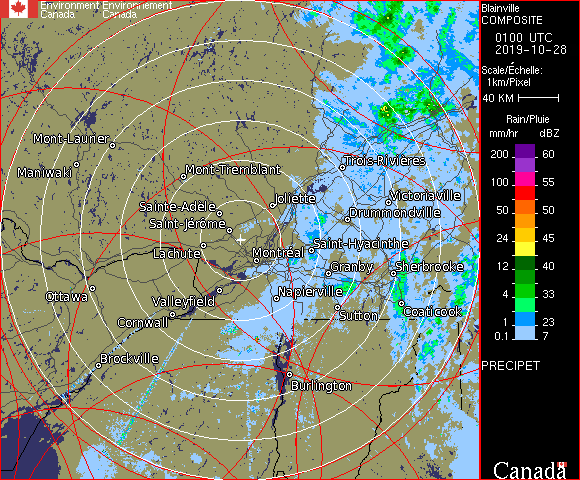 Environment Environnement
Canada Canada
Blainville
COMPOSITE
0100 UTC
2019-10-28
Scale/Échelle:
1km/Pixel
40 KM
Rain/Pluie
mm/hr dBZ
200 60
100 55
50 50
24 45
12 40
4 33
1 23
0.1 7
PRECIPET
Canada
Mont-Laurier
Maniwaki
Mont-Tremblant
Trois-Rivières
Joliette
Victoriaville
Sainte-Adèle
Drummondville
Saint-Jérôme
Lachute
Montréal
Saint-Hyacinthe
Granby
Sherbrooke
Ottawa
Valleyfield
Napierville
Cornwall
Sutton
Coaticook
Brockville
Burlington